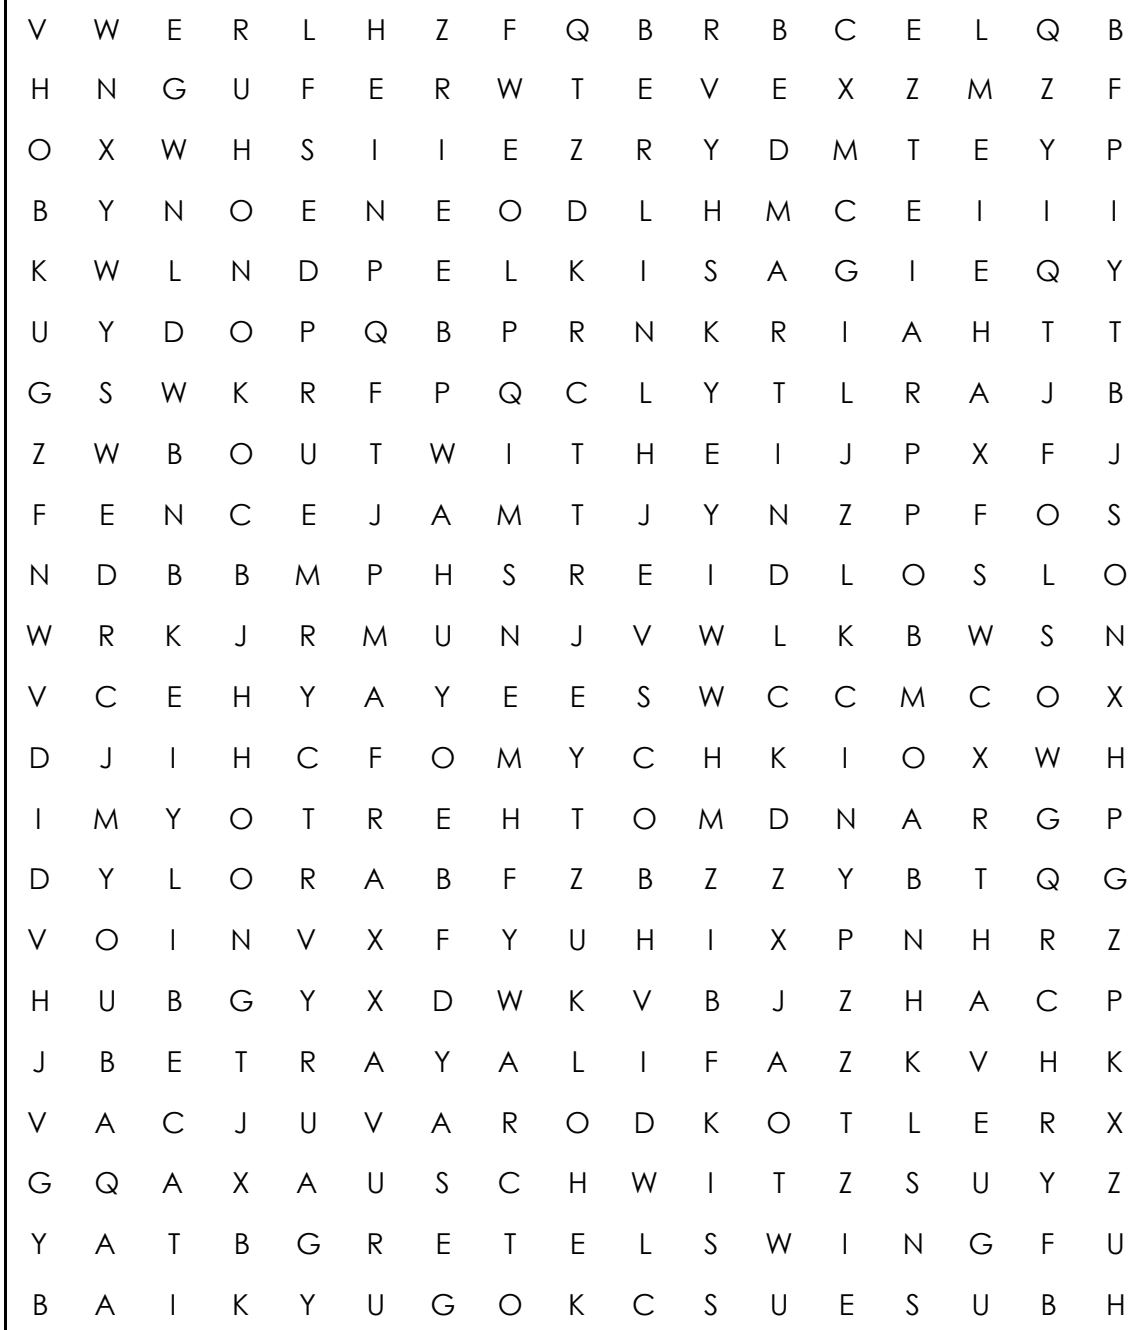 V W E R L H Z F Q B R B C E L Q B
H N G U F E R W T E V E X Z M Z F
O X W H S I I E Z R Y D M T E Y P
B Y N O E N E O D L H M C E I I I
K W L N D P E L K I S A G I E Q Y
U Y D O P Q B P R N K R I A H T T
G S W K R F P Q C L Y T L R A J B
Z W B O U T W I T H E I J P X F J
F E N C E J A M T J Y N Z P F O S
N D B B M P H S R E I D L O S L O
W R K J R M U N J V W L K B W S N
V C E H Y A Y E E S W C C M C O X
D J I H C F O M Y C H K I O X W H
I M Y O T R E H T O M D N A R G P
D Y L O R A B F Z B Z Z Y B T Q G
V O I N V X F Y U H I X P N H R Z
H U B G Y X D W K V B J Z H A C P
J B E T R A Y A L I F A Z K V H K
V A C J U V A R O D K O T L E R X
G Q A X A U S C H W I T Z S U Y Z
Y A T B G R E T E L S W I N G F U
B A I K Y U G O K C S U E S U B H